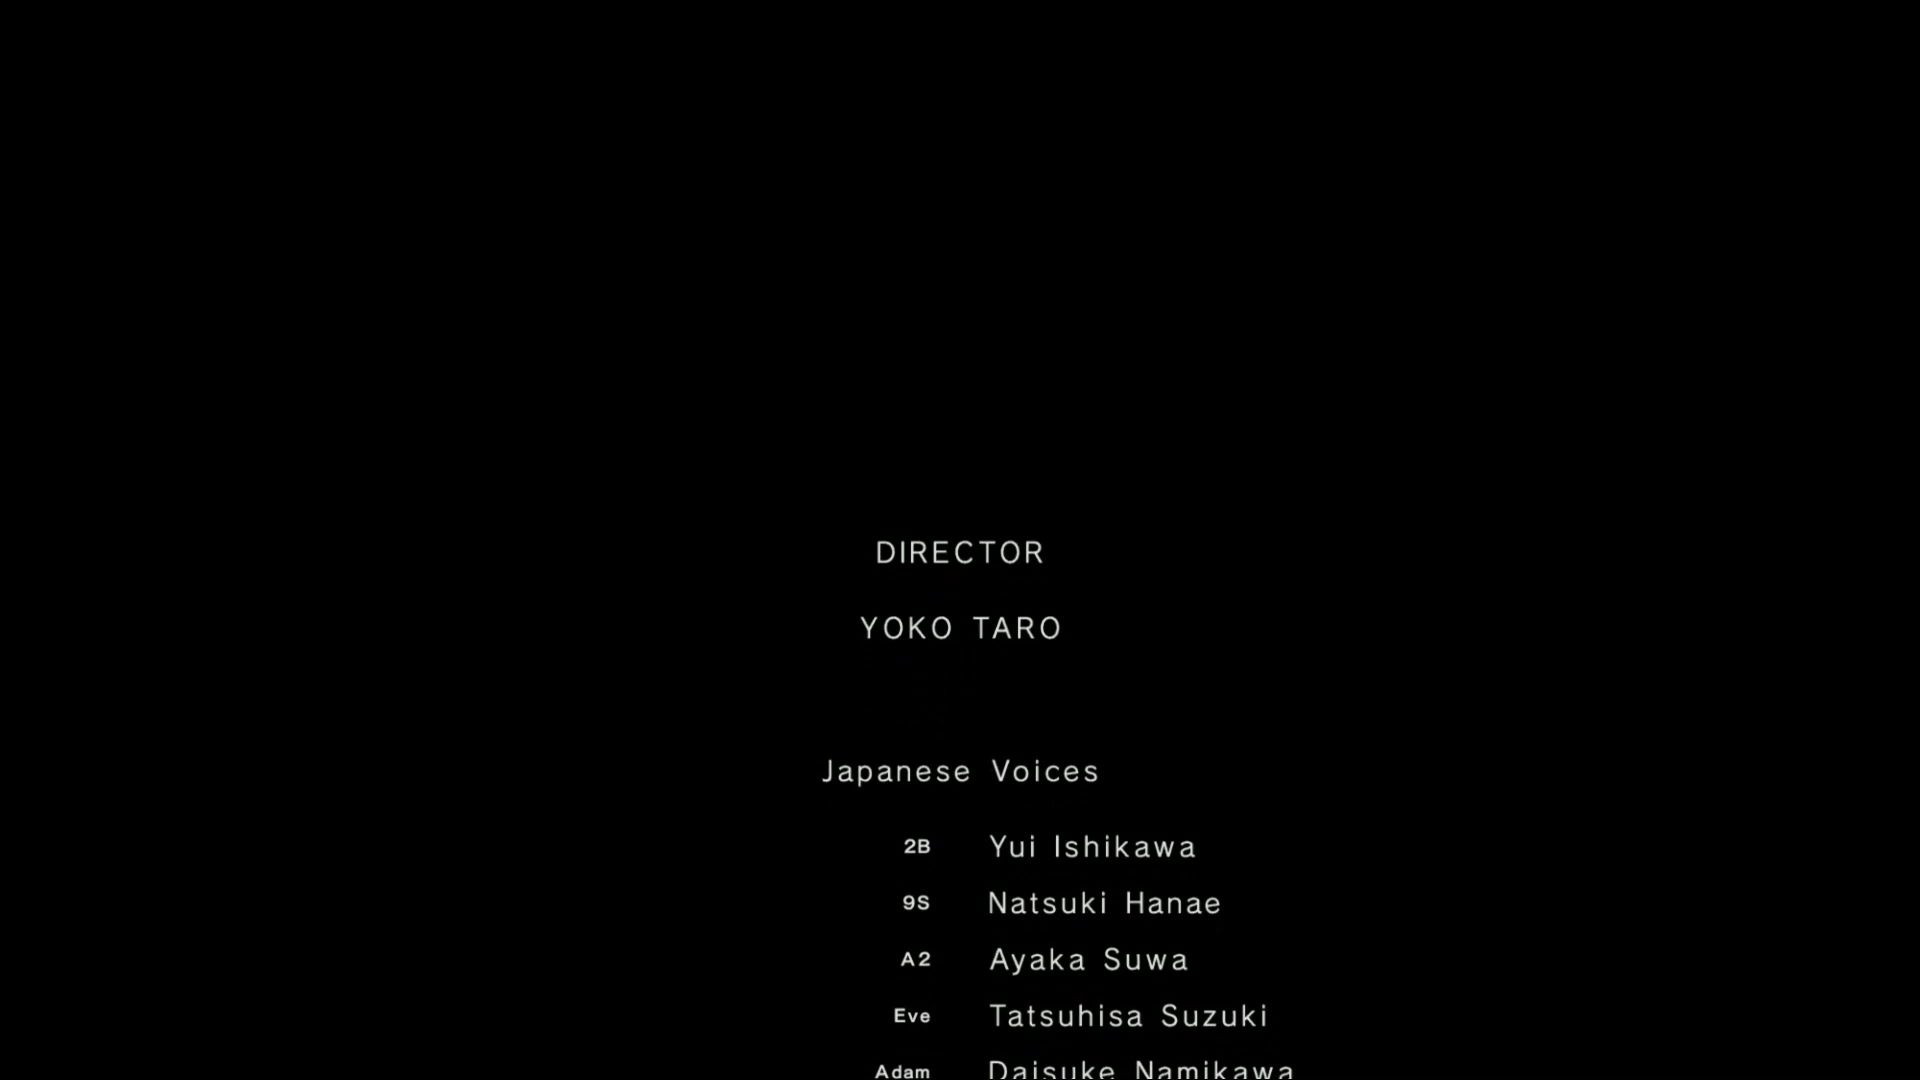 DIRECTOR
YOKO TARO
Japanese Voices
2B Yui Ishikawa
9S Natsuki Hanae
A2 Ayaka Suwa
Eve Tatsuhisa Suzuki
Adam Daisuke Namikawa